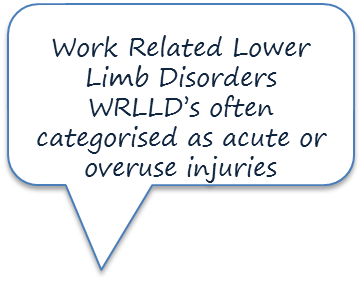 Work Related Lower
Limb Disorders
WRLLD's often
categorised as acute or
overuse injuries